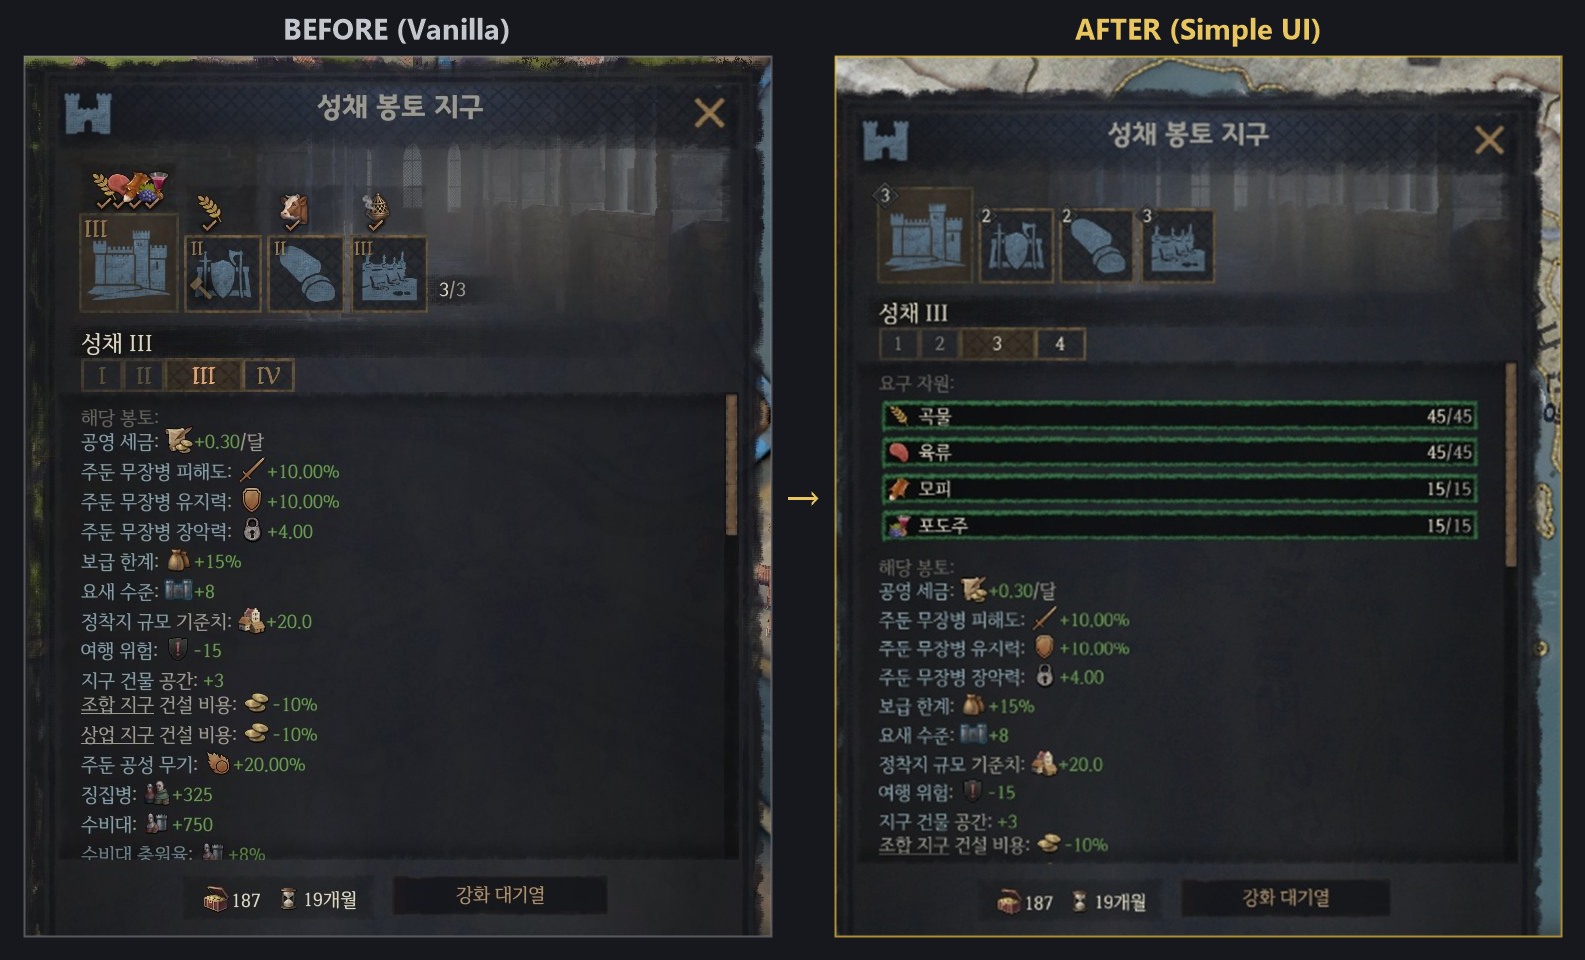 BEFORE (Vanilla)
성채 봉토 지구
III
II
II
III
3/3
성채 III
I II III IV
해당 봉토:
공영 세금: +0.30/달
주둔 무장병 피해도: +10.00%
주둔 무장병 유지력: +10.00%
주둔 무장병 장악력: +4.00
보급 한계: +15%
요새 수준: +8
정착지 규모 기준치: +20.0
여행 위험: -15
지구 건물 공간: +3
조합 지구 건설 비용: -10%
상업 지구 건설 비용: -10%
주둔 공성 무기: +20.00%
징집병: +325
수비대: +750
수비대 충원율: +8%
187 19개월 강화 대기열
→
AFTER (Simple UI)
성채 봉토 지구
3
2
2
3
성채 III
1 2 3 4
요구 자원:
곡물 45/45
육류 45/45
모피 15/15
포도주 15/15
해당 봉토:
공영 세금: +0.30/달
주둔 무장병 피해도: +10.00%
주둔 무장병 유지력: +10.00%
주둔 무장병 장악력: +4.00
보급 한계: +15%
요새 수준: +8
정착지 규모 기준치: +20.0
여행 위험: -15
지구 건물 공간: +3
조합 지구 건설 비용: -10%
187 19개월 강화 대기열